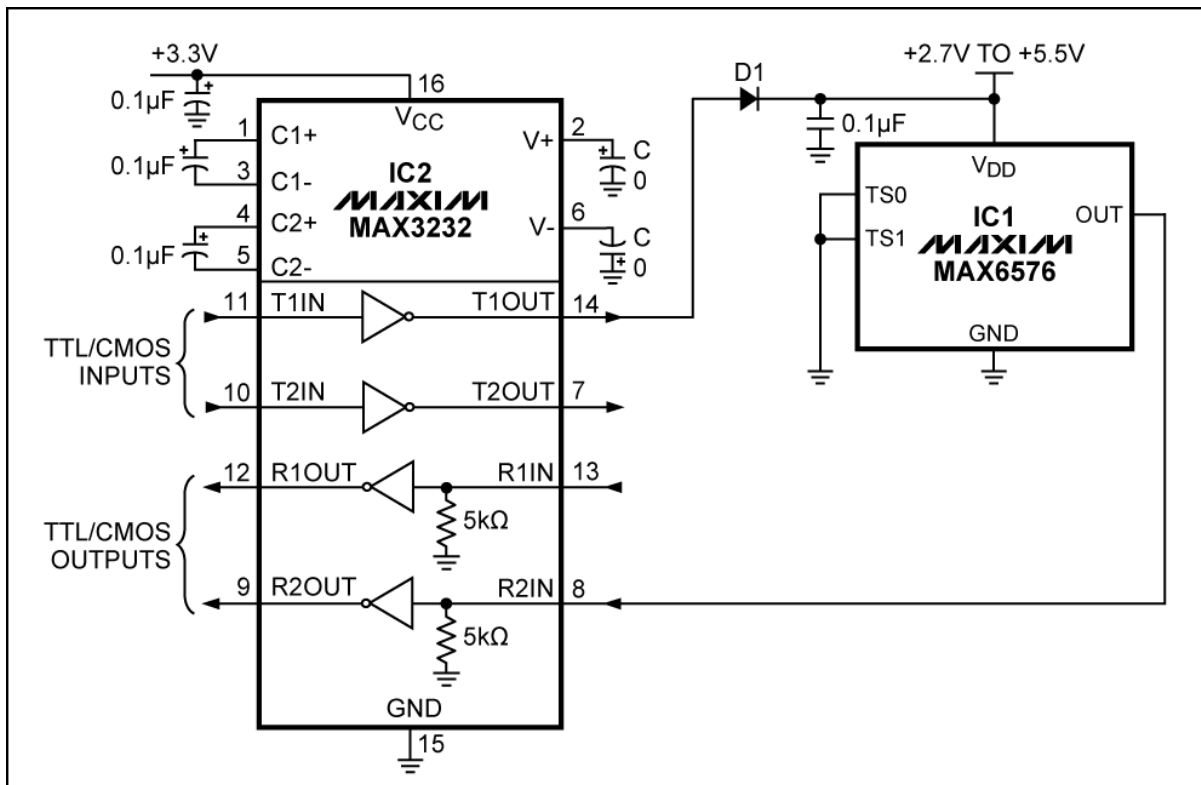 +3.3V
0.1µF
16
VCC
1
C1+
0.1µF
3
C1-
4
C2+
0.1µF
5
C2-
IC2
MAXIM
MAX3232
V+
2
C
0
V-
6
C
0
D1
+2.7V TO +5.5V
0.1µF
VDD
TS0
TS1
IC1
MAXIM
MAX6576
OUT
GND
11
T1IN
T1OUT
14
TTL/CMOS
INPUTS
10
T2IN
T2OUT
7
12
R1OUT
R1IN
13
5kΩ
TTL/CMOS
OUTPUTS
9
R2OUT
R2IN
8
5kΩ
GND
15